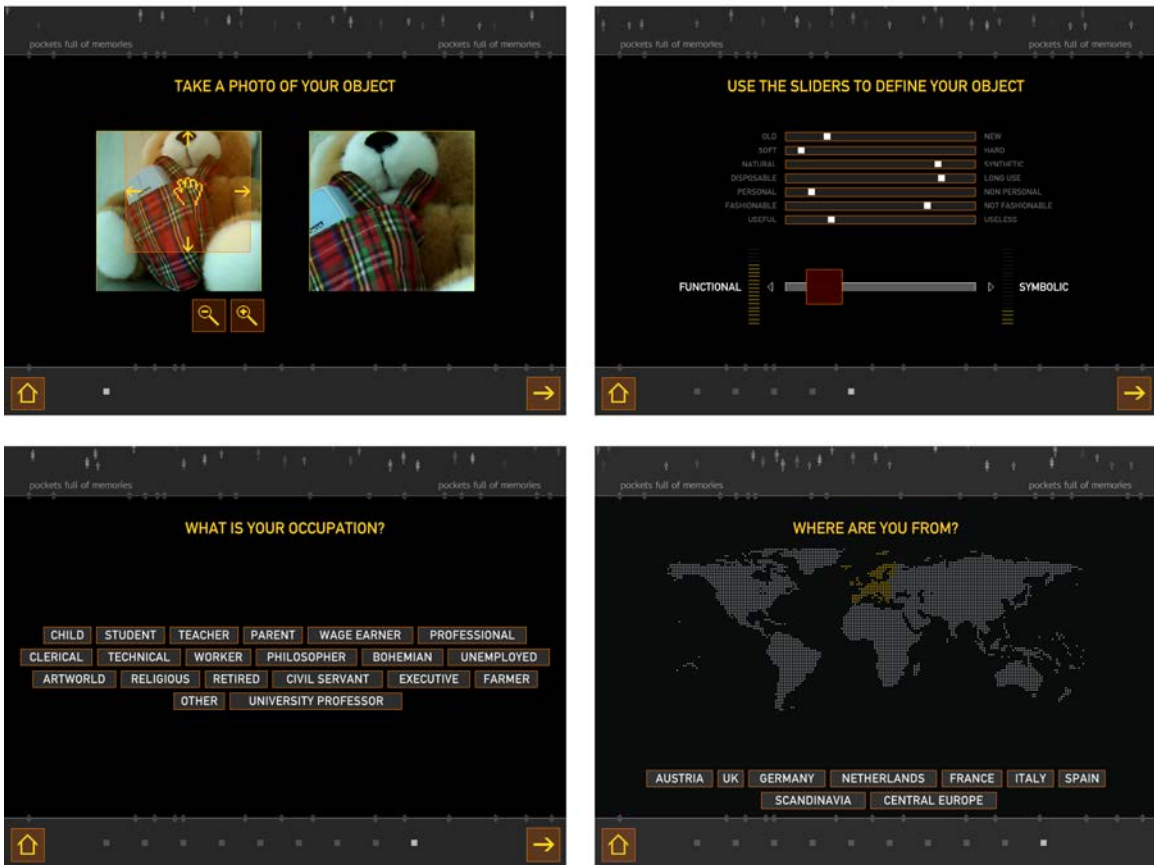 pockets full of memories pockets full of memories
TAKE A PHOTO OF YOUR OBJECT
pockets full of memories pockets full of memories
USE THE SLIDERS TO DEFINE YOUR OBJECT
OLD NEW
SOFT HARD
NATURAL SYNTHETIC
DISPOSABLE LONG USE
PERSONAL NON PERSONAL
FASHIONABLE NOT FASHIONABLE
USEFUL USELESS
FUNCTIONAL SYMBOLIC
pockets full of memories pockets full of memories
WHAT IS YOUR OCCUPATION?
CHILD STUDENT TEACHER PARENT WAGE EARNER PROFESSIONAL
CLERICAL TECHNICAL WORKER PHILOSOPHER BOHEMIAN UNEMPLOYED
ARTWORLD RELIGIOUS RETIRED CIVIL SERVANT EXECUTIVE FARMER
OTHER UNIVERSITY PROFESSOR
pockets full of memories pockets full of memories
WHERE ARE YOU FROM?
AUSTRIA UK GERMANY NETHERLANDS FRANCE ITALY SPAIN
SCANDINAVIA CENTRAL EUROPE